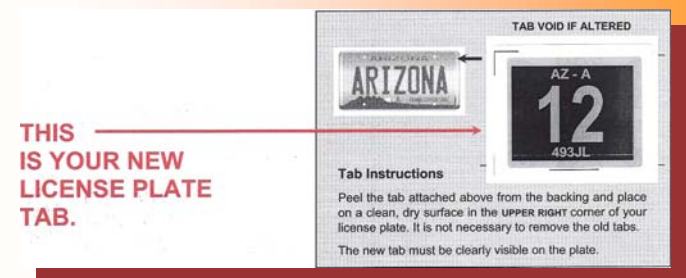 TAB VOID IF ALTERED
ARIZONA
AZ - A
12
493JL
THIS
IS YOUR NEW
LICENSE PLATE
TAB.
Tab Instructions
Peel the tab attached above from the backing and place
on a clean, dry surface in the UPPER RIGHT corner of your
license plate. It is not necessary to remove the old tabs.
The new tab must be clearly visible on the plate.